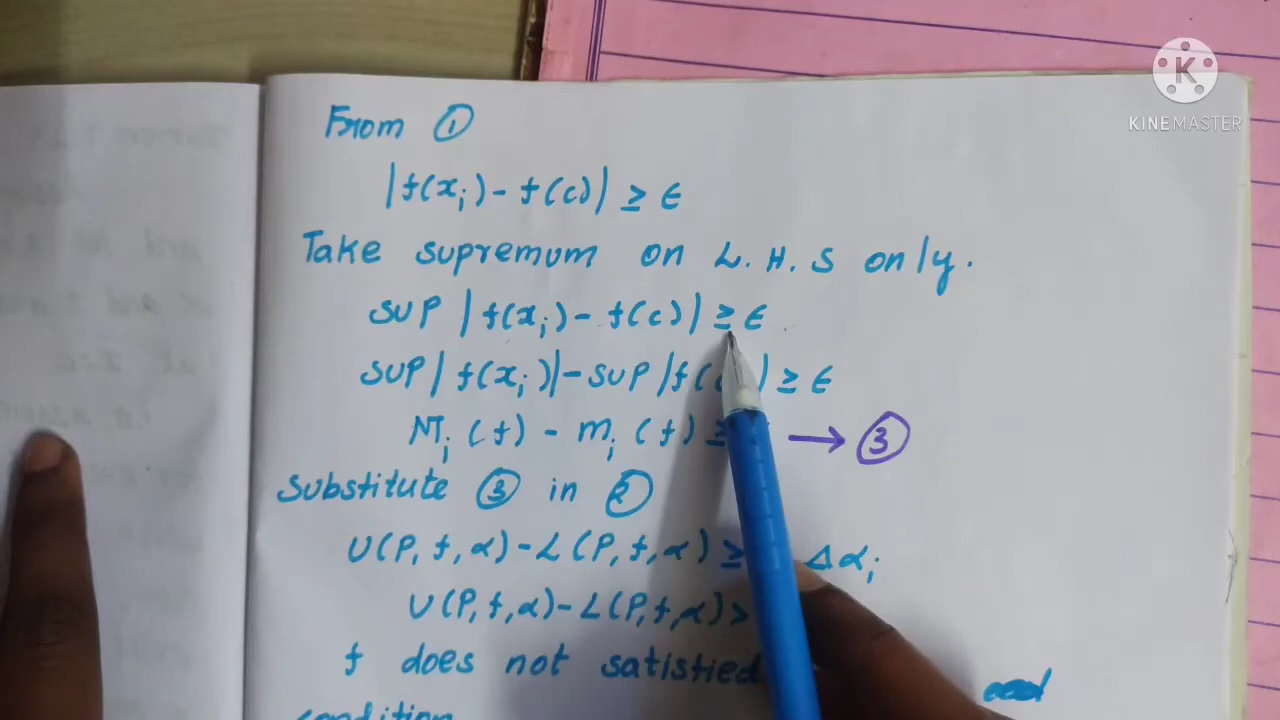 KINEMASTER
From ①
|f(xᵢ) - f(c)| ≥ ε
Take supremum on L.H.S only.
SUP |f(xᵢ) - f(c)| ≥ ε
SUP |f(xᵢ)| - SUP |f( )| ≥ ε
Mᵢ(f) - mᵢ(f) ≥ → ③
Substitute ③ in ②
U(P, f, α) - L(P, f, α) ≥ Δαᵢ
U(P, f, α) - L(P, f, α) >
f does not satisfied
condition